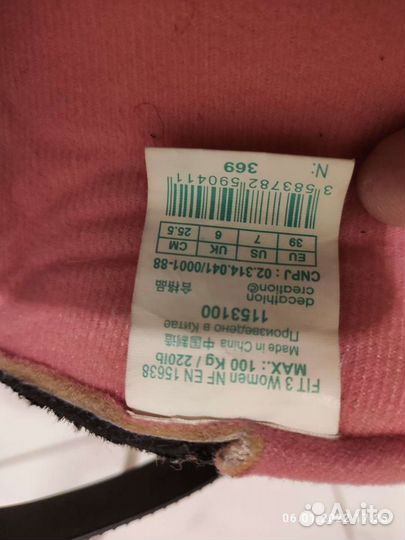 FIT 3 Women NF EN 15638
MAX.: 100 Kg / 220lb
Made in China 中国制造
Произведено в Китае
1153100
decathlon 合格品
creation©
CNPJ : 02.314.041/0001-88
EU US UK CM
39 7 6 25.5
3 583782 590411
N: 369
Avito